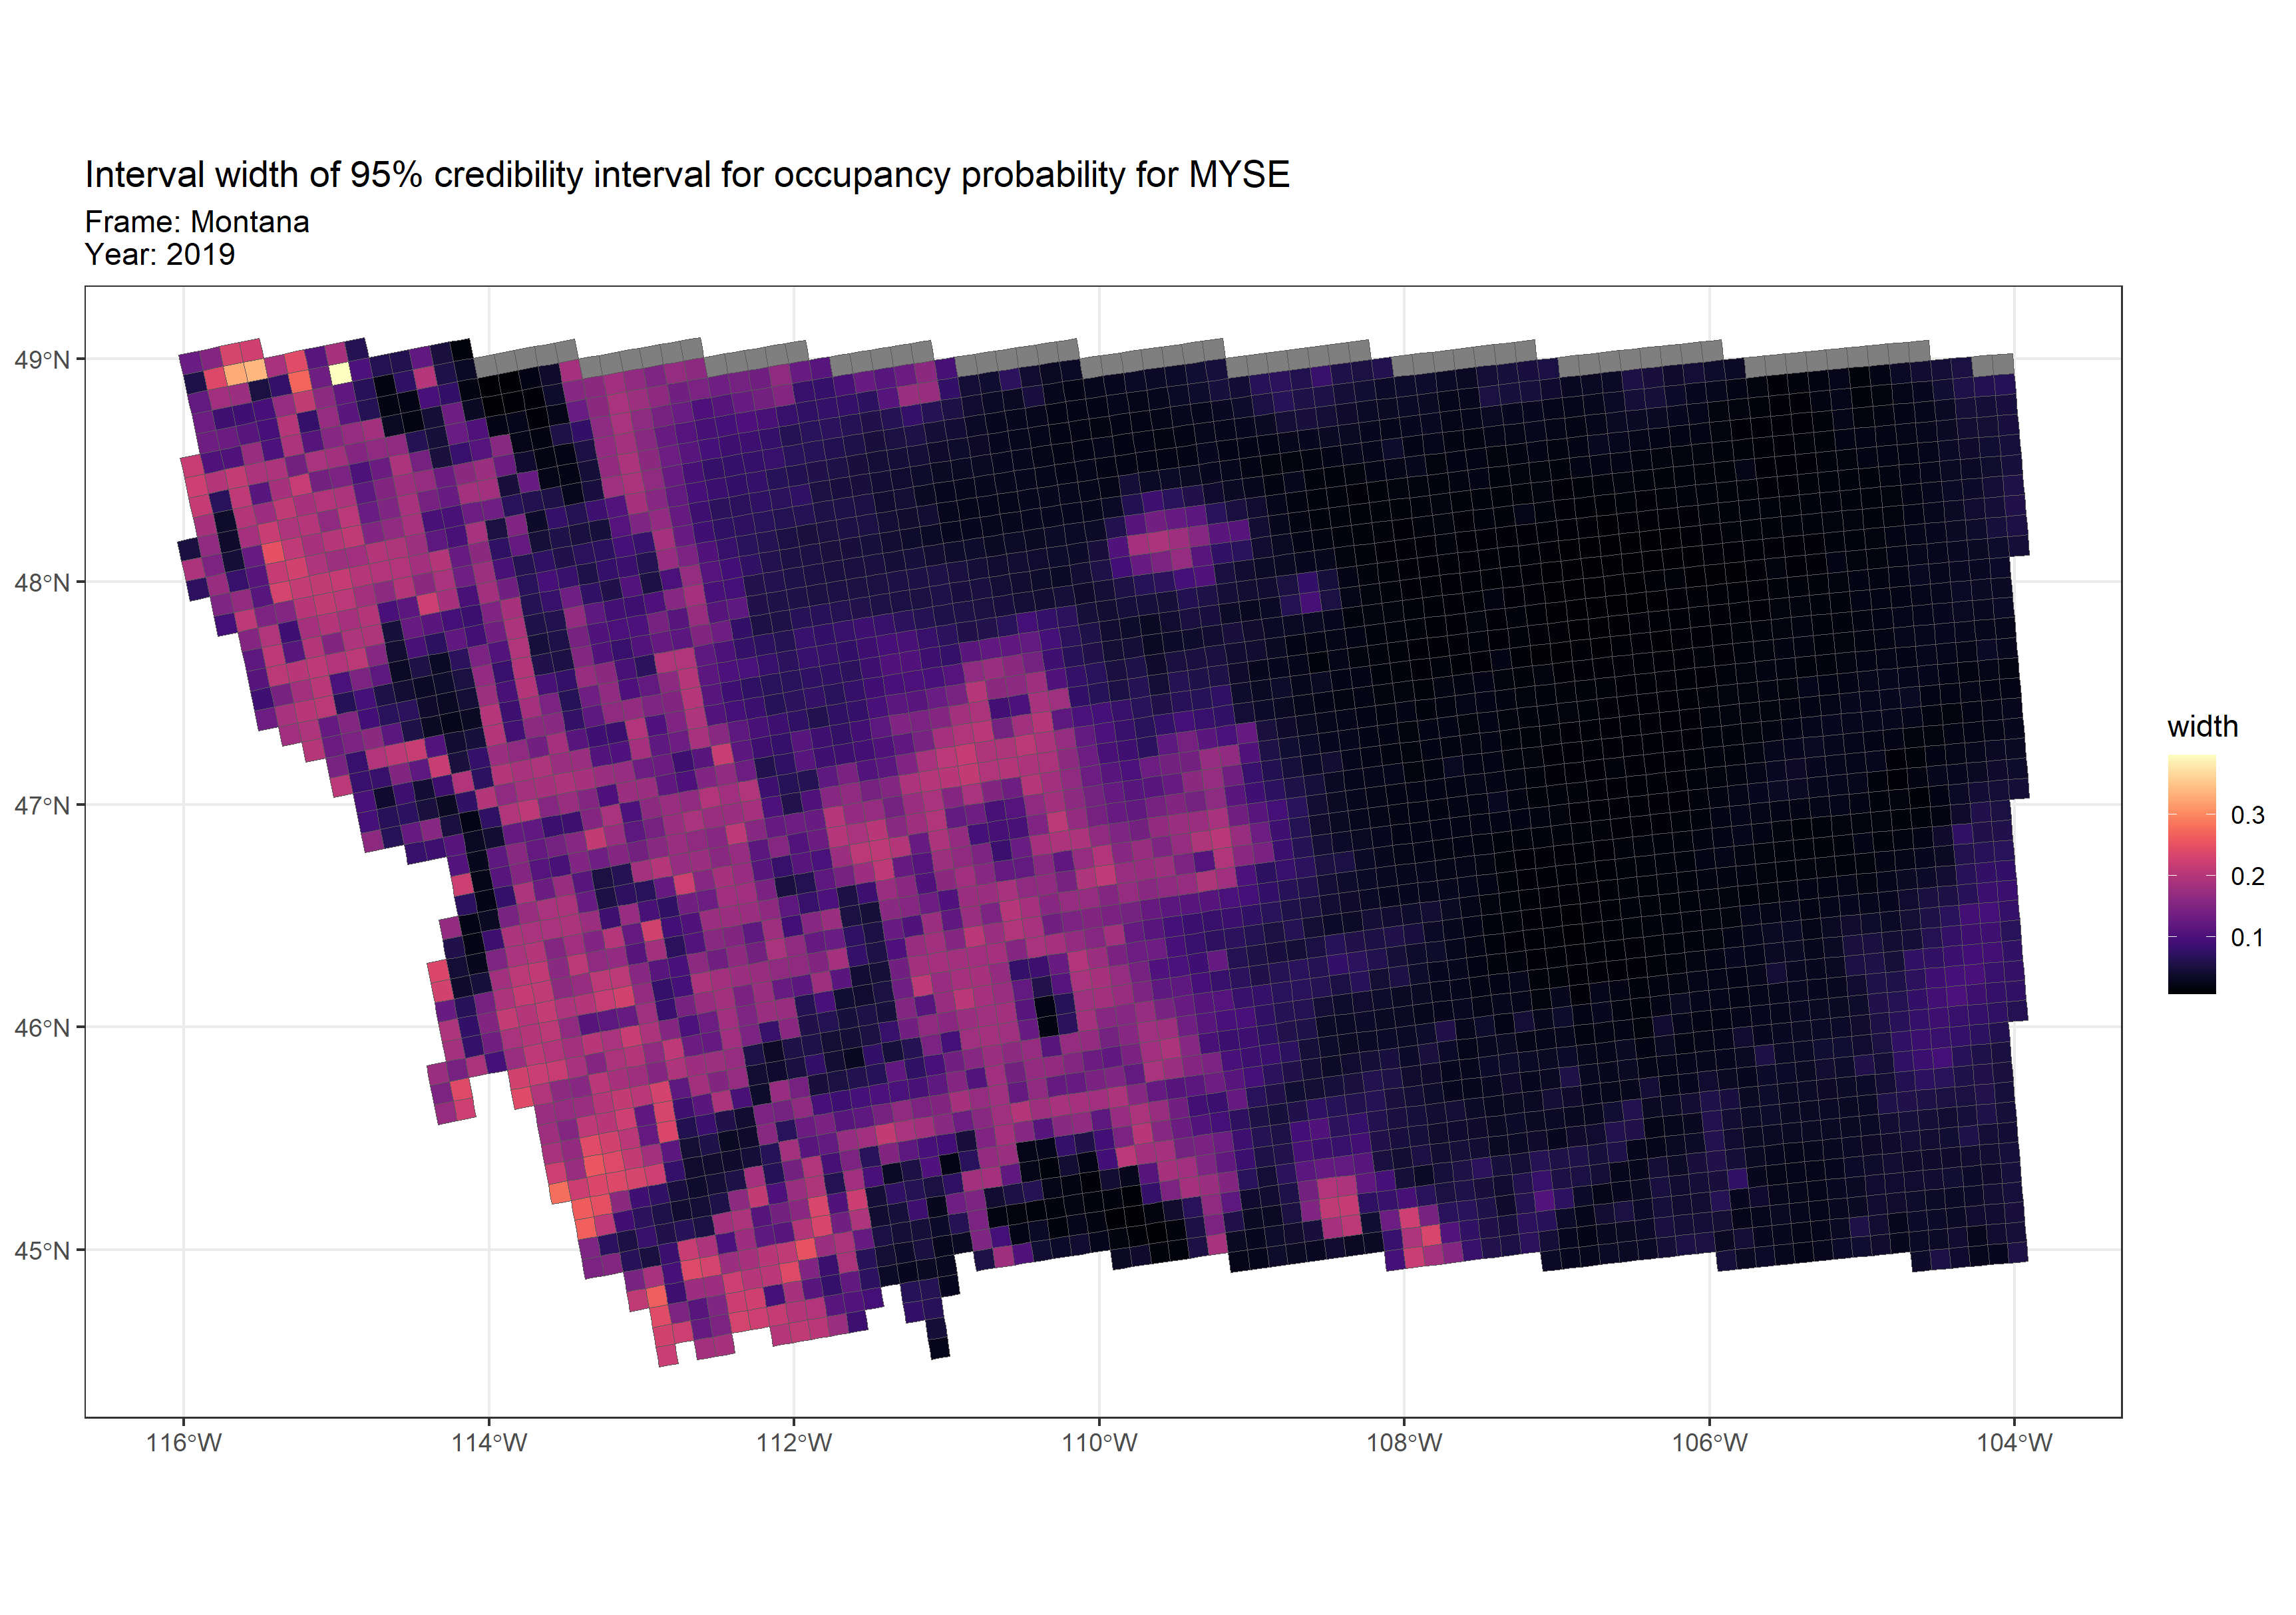 Interval width of 95% credibility interval for occupancy probability for MYSE
Frame: Montana
Year: 2019
49°N
48°N
47°N
46°N
45°N
116°W
114°W
112°W
110°W
108°W
106°W
104°W
width
0.3
0.2
0.1